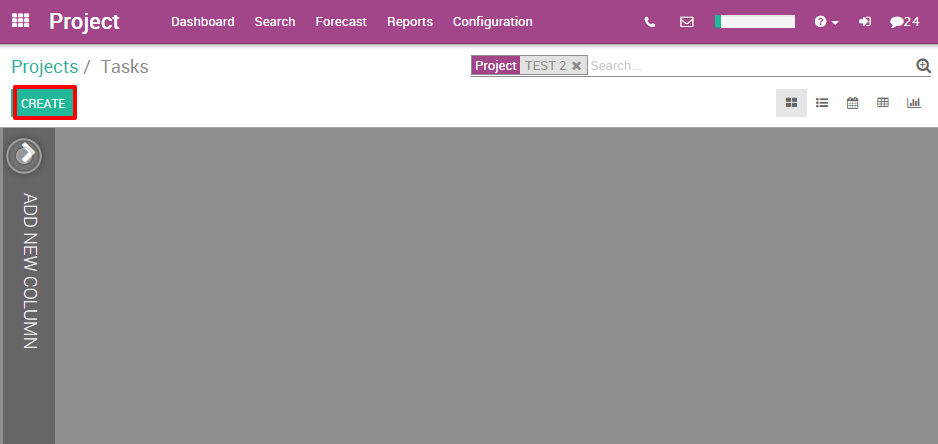 Project Dashboard Search Forecast Reports Configuration 24
Projects / Tasks Project TEST 2 Search...
CREATE
ADD NEW COLUMN